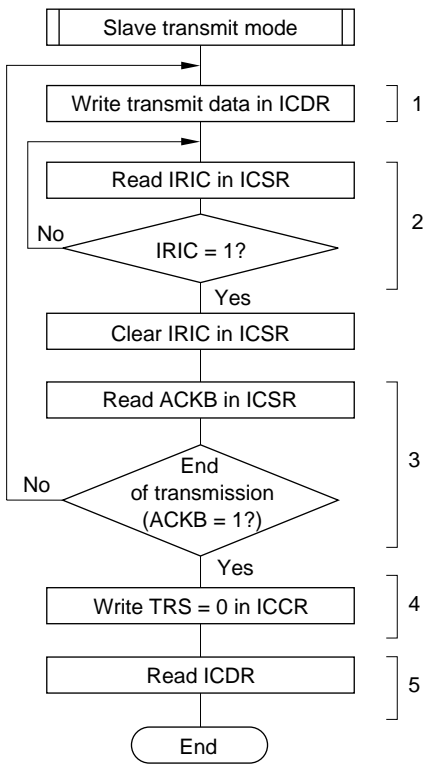 Slave transmit mode
Write transmit data in ICDR
1
Read IRIC in ICSR
2
No
IRIC = 1?
Yes
Clear IRIC in ICSR
Read ACKB in ICSR
3
End
of transmission
(ACKB = 1?)
No
Yes
Write TRS = 0 in ICCR
4
Read ICDR
5
End